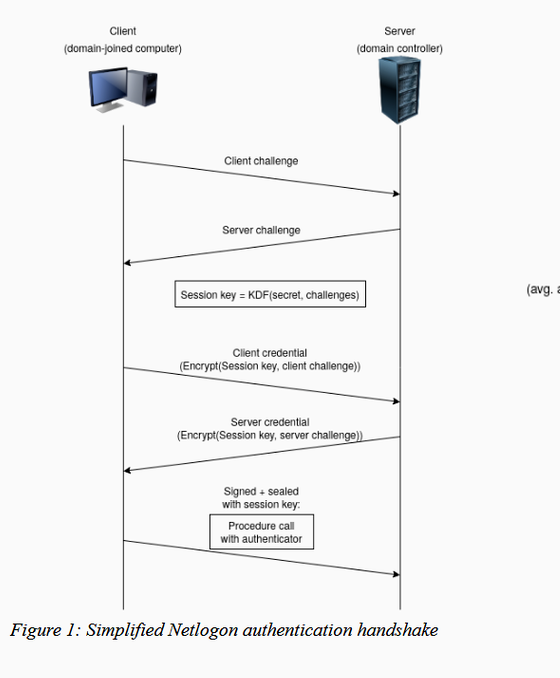 Client
(domain-joined computer)
Server
(domain controller)
Client challenge
Server challenge
Session key = KDF(secret, challenges)
(avg.
Client credential
(Encrypt(Session key, client challenge))
Server credential
(Encrypt(Session key, server challenge))
Signed + sealed
with session key:
Procedure call
with authenticator
Figure 1: Simplified Netlogon authentication handshake